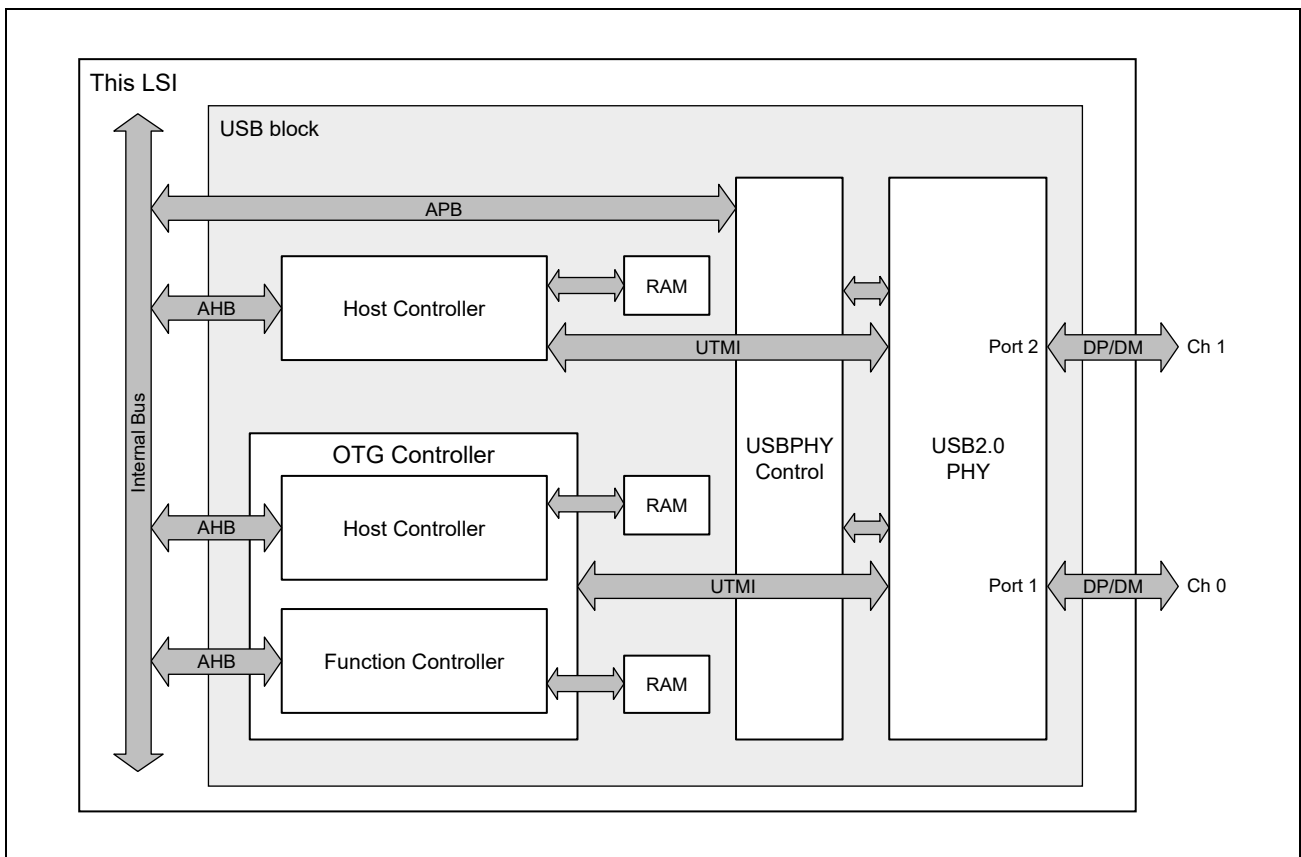 This LSI
USB block
APB
Host Controller
RAM
AHB
UTMI
Port 2
DP/DM
Ch 1
Internal Bus
OTG Controller
USBPHY
Control
USB2.0
PHY
Host Controller
RAM
AHB
UTMI
Port 1
DP/DM
Ch 0
Function Controller
AHB
RAM